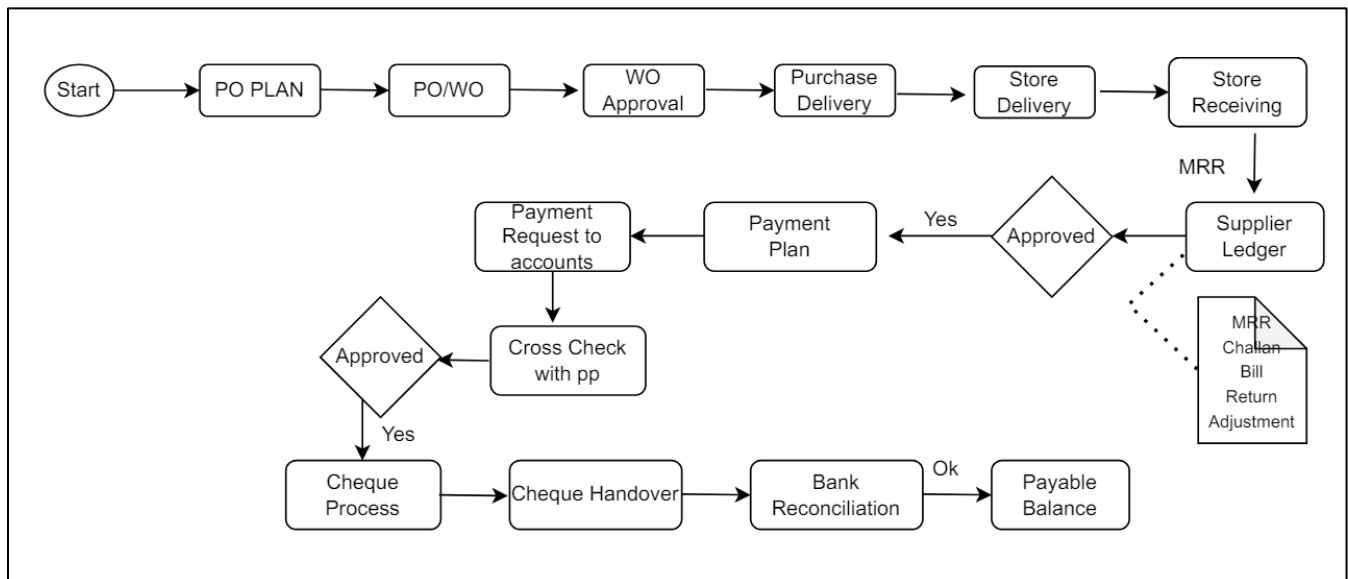 Start
PO PLAN
PO/WO
WO
Approval
Purchase
Delivery
Store
Delivery
Store
Receiving
MRR
Supplier
Ledger
Approved
Yes
Payment
Plan
Payment
Request to
accounts
MRR
Challan
Bill
Return
Adjustment
Cross Check
with pp
Approved
Yes
Cheque
Process
Cheque Handover
Bank
Reconciliation
Ok
Payable
Balance